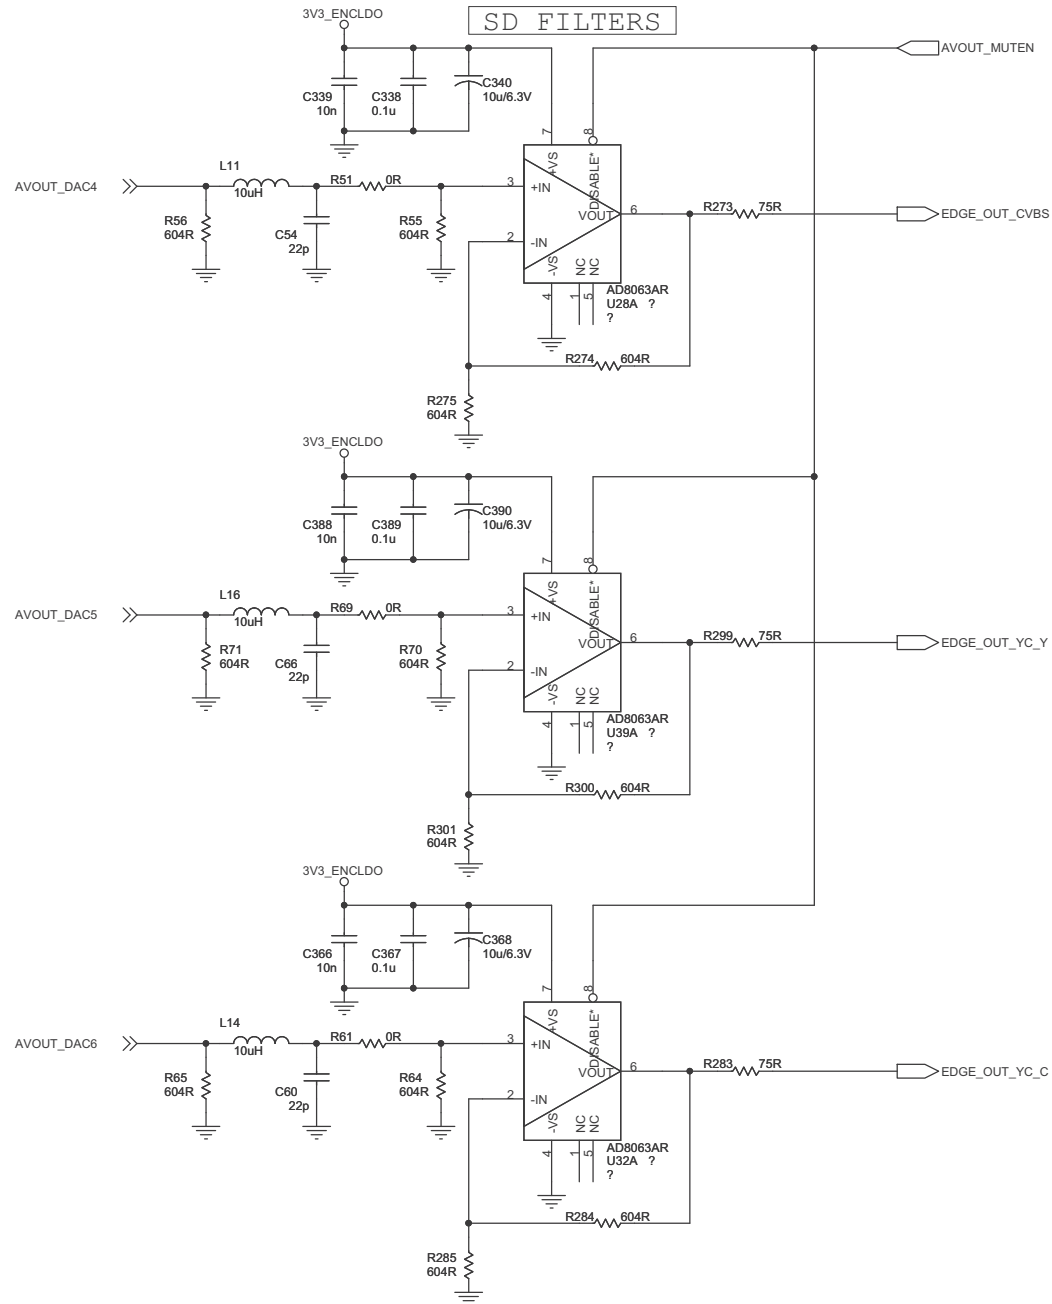 SD FILTERS
3V3_ENCLDO
AVOUT_MUTEN
C339
10n
C338
0.1u
C340
10u/6.3V
7
8
+VS
DISABLE*
L11
10uH
AVOUT_DAC4
R51 0R
3
+IN
R56
604R
C54
22p
R55
604R
VOUT
6
R273 75R
EDGE_OUT_CVBS
2
-IN
-VS
NC
NC
4
1
5
AD8063AR
U28A ?
?
R274 604R
R275
604R
3V3_ENCLDO
C388
10n
C389
0.1u
C390
10u/6.3V
7
8
+VS
DISABLE*
L16
10uH
AVOUT_DAC5
R69 0R
3
+IN
R71
604R
C66
22p
R70
604R
VOUT
6
R299 75R
EDGE_OUT_YC_Y
2
-IN
-VS
NC
NC
4
1
5
AD8063AR
U39A ?
?
R300 604R
R301
604R
3V3_ENCLDO
C366
10n
C367
0.1u
C368
10u/6.3V
7
8
+VS
DISABLE*
L14
10uH
AVOUT_DAC6
R61 0R
3
+IN
R65
604R
C60
22p
R64
604R
VOUT
6
R283 75R
EDGE_OUT_YC_C
2
-IN
-VS
NC
NC
4
1
5
AD8063AR
U32A ?
?
R284 604R
R285
604R